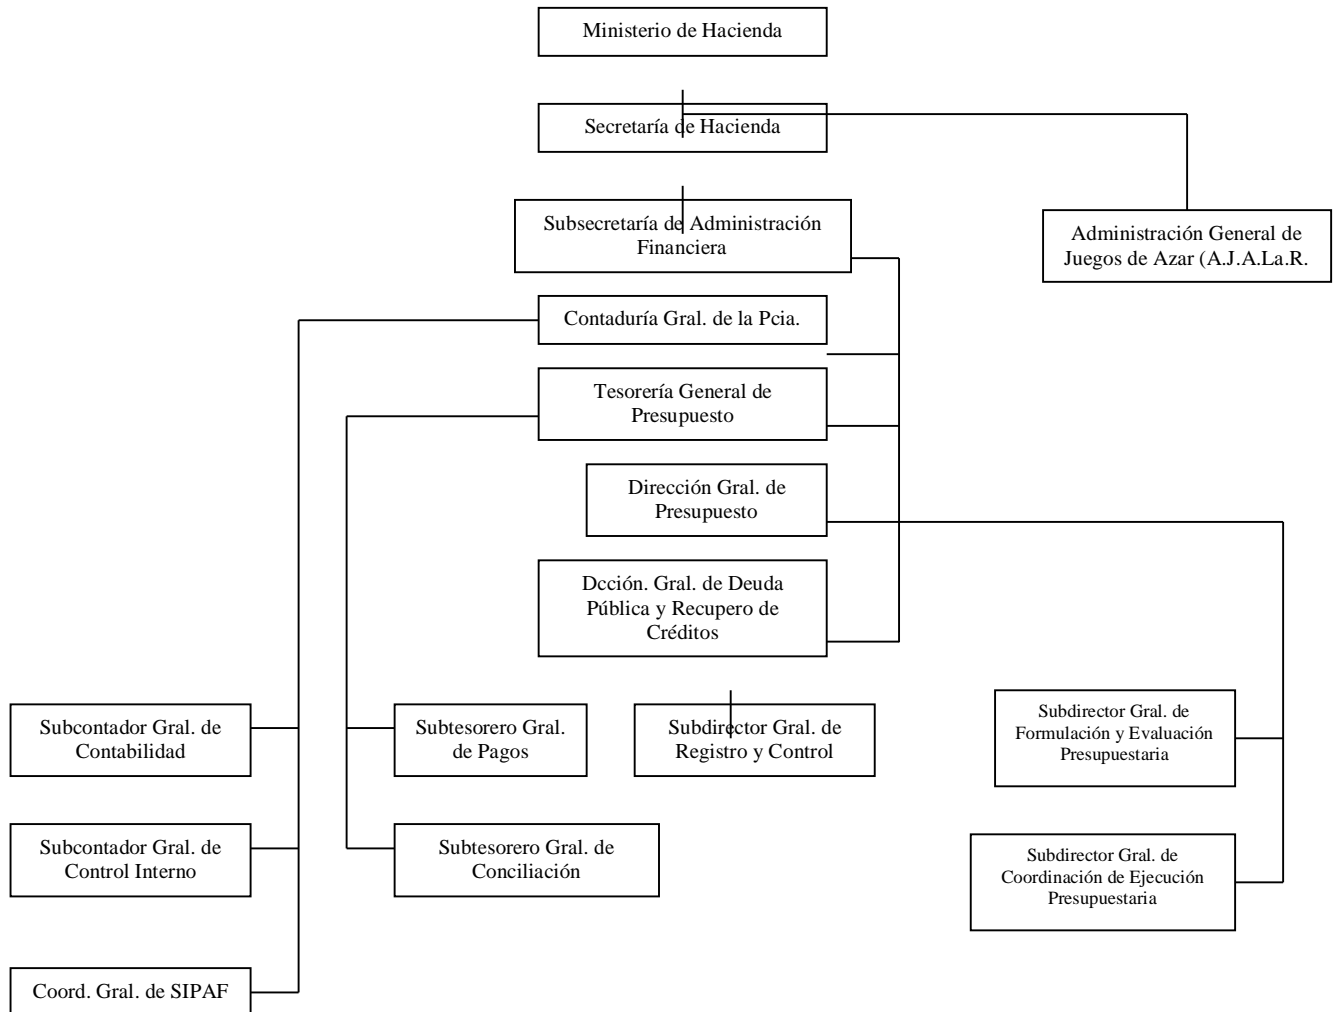 Ministerio de Hacienda
Secretaría de Hacienda
Subsecretaría de Administración
Financiera
Administración General de
Juegos de Azar (A.J.A.La.R.
Contaduría Gral. de la Pcia.
Tesorería General de
Presupuesto
Dirección Gral. de
Presupuesto
Dcción. Gral. de Deuda
Pública y Recupero de
Créditos
Subcontador Gral. de
Contabilidad
Subtesorero Gral.
de Pagos
Subdirector Gral. de
Registro y Control
Subdirector Gral. de
Formulación y Evaluación
Presupuestaria
Subcontador Gral. de
Control Interno
Subtesorero Gral. de
Conciliación
Subdirector Gral. de
Coordinación de Ejecución
Presupuestaria
Coord. Gral. de SIPAF